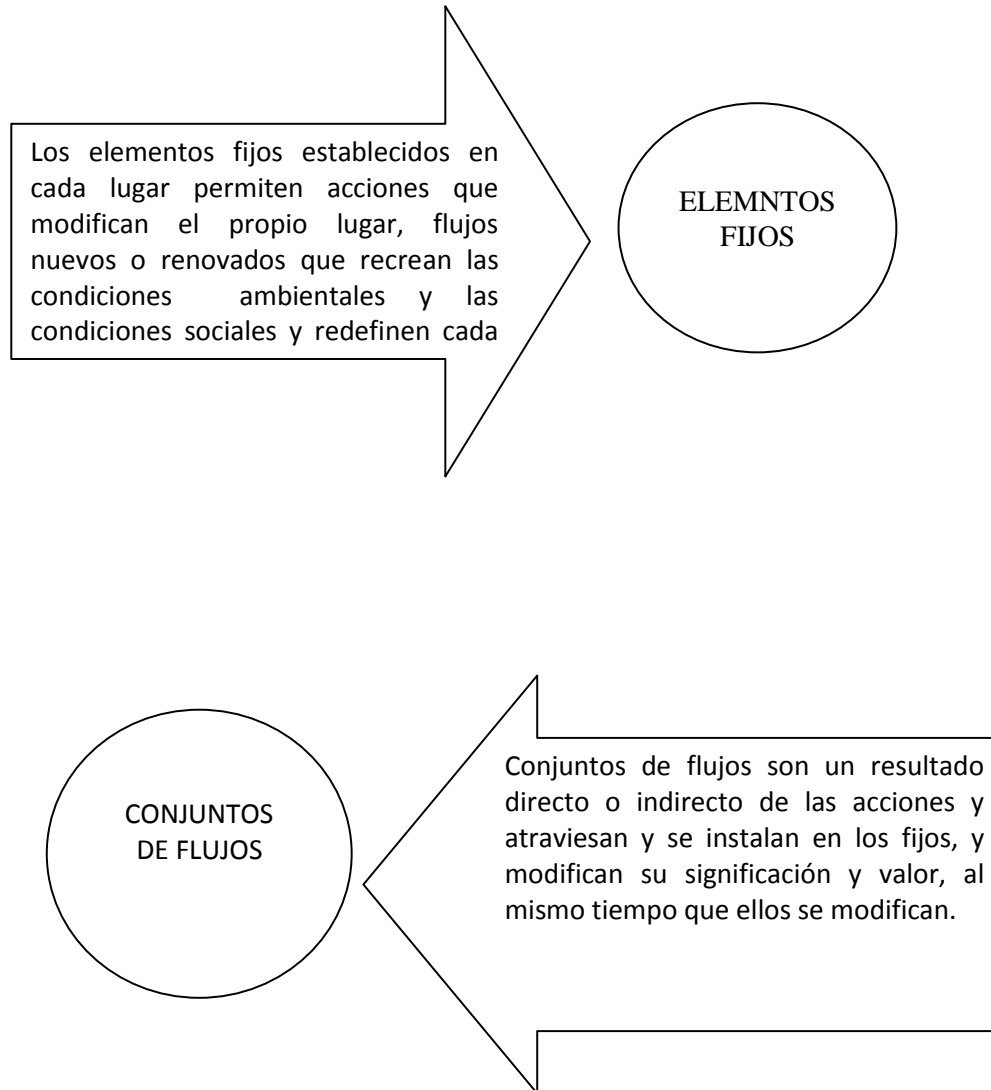 Los elementos fijos establecidos en
cada lugar permiten acciones que
modifican el propio lugar, flujos
nuevos o renovados que recrean las
condiciones ambientales y las
condiciones sociales y redefinen cada
ELEMNTOS
FIJOS
CONJUNTOS
DE FLUJOS
Conjuntos de flujos son un resultado
directo o indirecto de las acciones y
atraviesan y se instalan en los fijos, y
modifican su significación y valor, al
mismo tiempo que ellos se modifican.